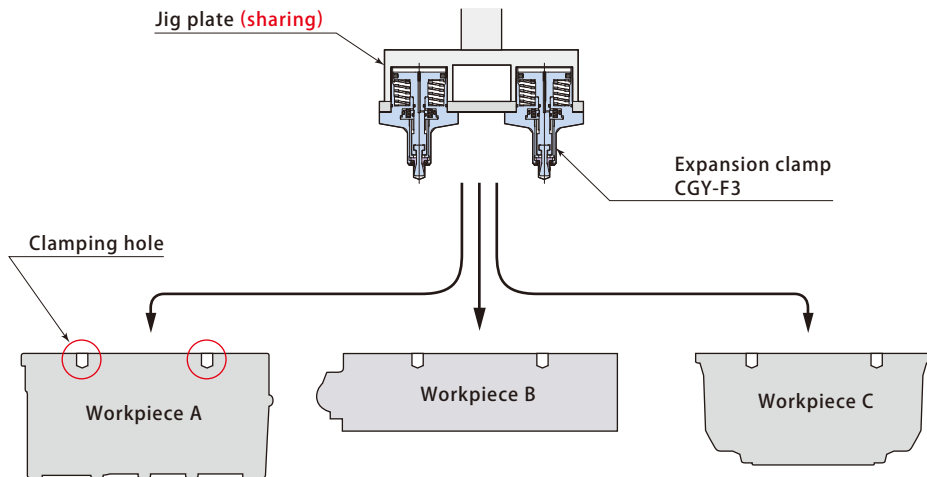 Jig plate (sharing)
Expansion clamp
CGY-F3
Clamping hole
Workpiece A
Workpiece B
Workpiece C